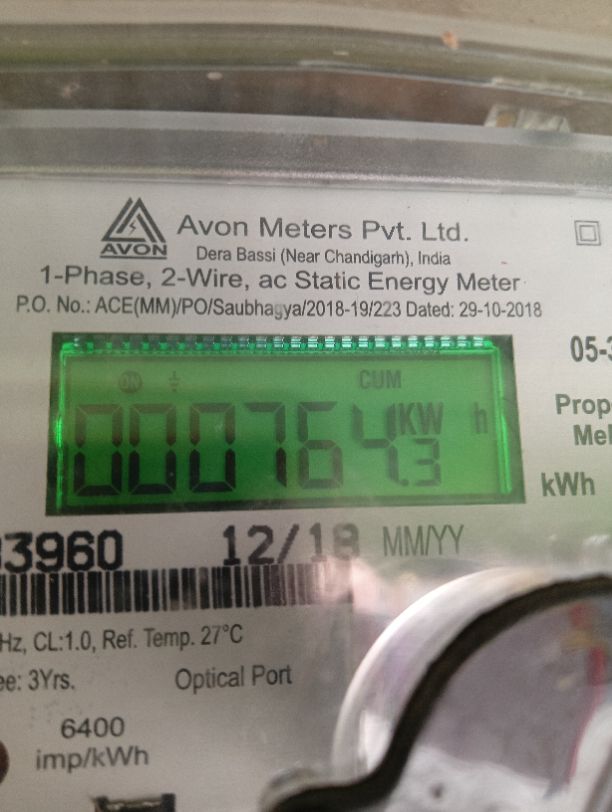 AVON
Avon Meters Pvt. Ltd.
Dera Bassi (Near Chandigarh), India
1-Phase, 2-Wire, ac Static Energy Meter
P.O. No.: ACE(MM)/PO/Saubhagya/2018-19/223 Dated: 29-10-2018
ON
CUM
000764.3 KW h
05-3
Prop
Mel
kWh
3960
12/18 MM/YY
Hz, CL:1.0, Ref. Temp. 27°C
ee: 3Yrs.
Optical Port
6400
imp/kWh